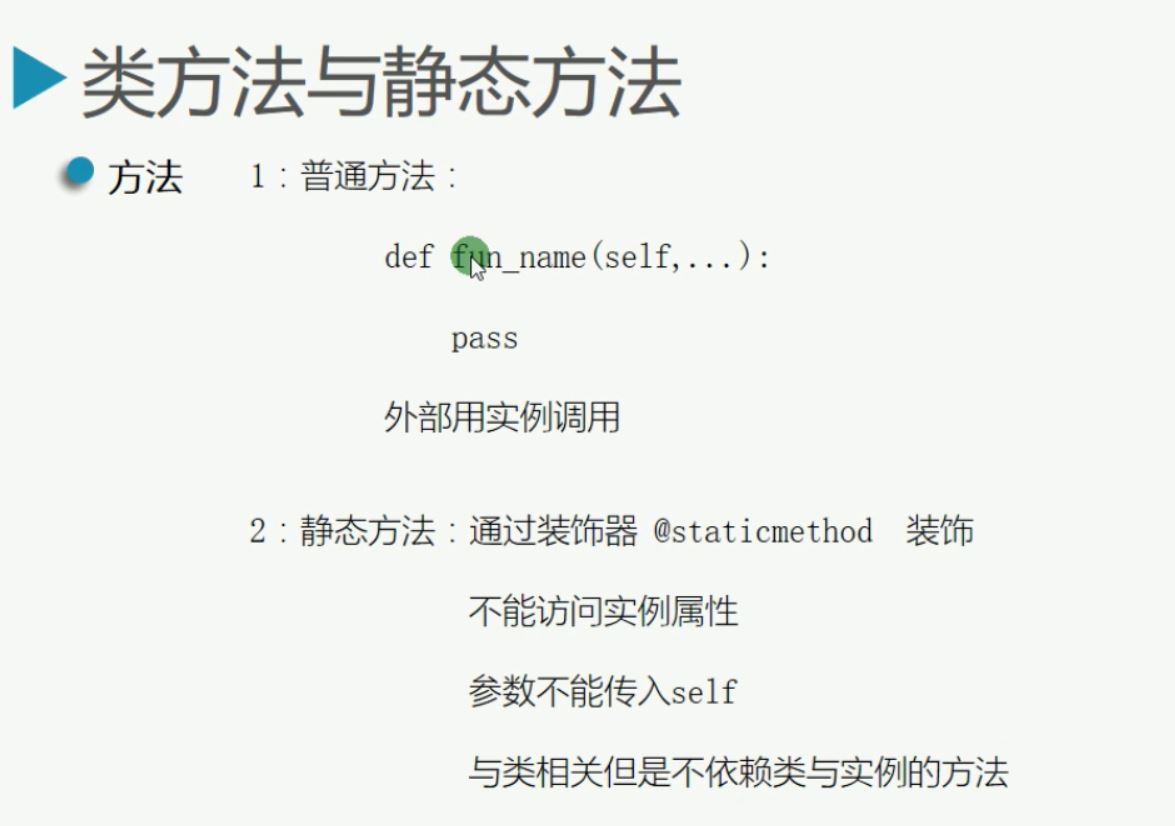 类方法与静态方法
方法 1：普通方法：
def fun_name(self,...):
pass
外部用实例调用
2：静态方法：通过装饰器 @staticmethod 装饰
不能访问实例属性
参数不能传入self
与类相关但是不依赖类与实例的方法